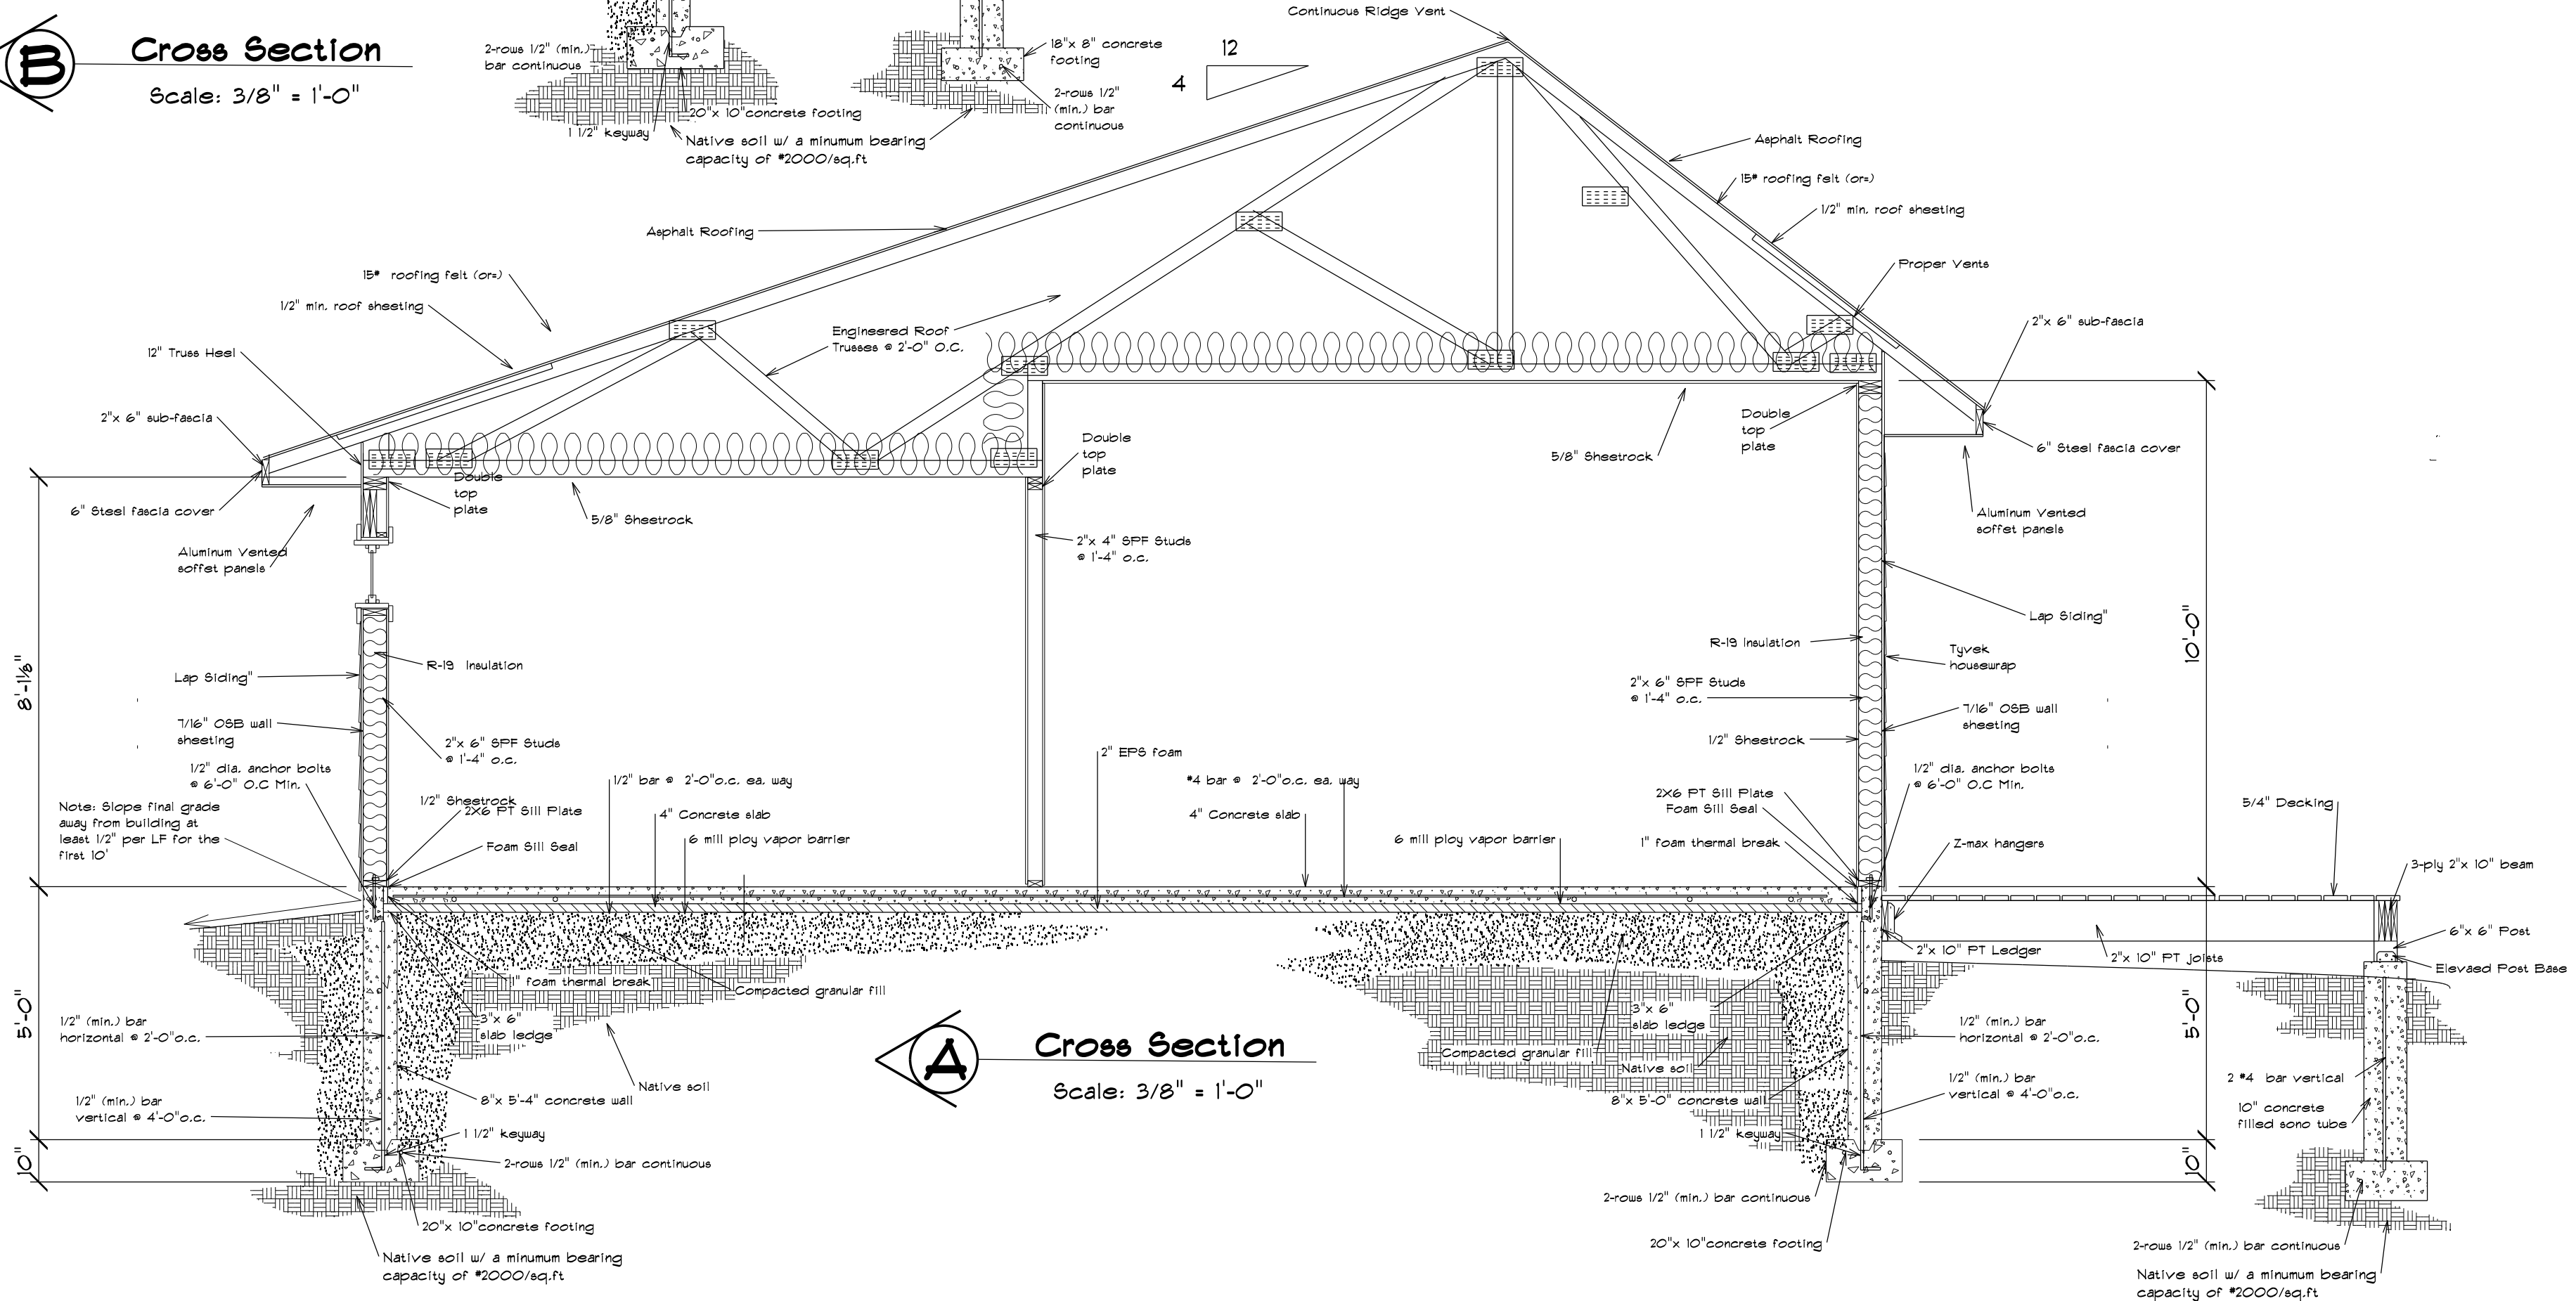 B
Cross Section
Scale: 3/8" = 1'-0"
2-rows 1/2" (min.)
bar continuous
1 1/2" keyway
20"x 10"concrete footing
Native soil w/ a minumum bearing
capacity of #2000/sq.ft
18"x 8" concrete
footing
2-rows 1/2"
(min.) bar
continuous
12
4
Continuous Ridge Vent
Asphalt Roofing
15# roofing felt (or=)
1/2" min. roof sheeting
Proper Vents
2"x 6" sub-fascia
6" Steel fascia cover
Aluminum Vented
soffet panels
Asphalt Roofing
15# roofing felt (or=)
1/2" min. roof sheeting
12" Truss Heel
2"x 6" sub-fascia
6" Steel fascia cover
Aluminum Vented
soffet panels
Engineered Roof
Trusses @ 2'-0" O.C.
Double
top
plate
5/8" Sheetrock
Double
top
plate
2"x 4" SPF Studs
@ 1'-4" o.c.
5/8" Sheetrock
Double
top
plate
8'-1 1/8"
5'-0"
10"
R-19 Insulation
Lap Siding"
7/16" OSB wall
sheeting
2"x 6" SPF Studs
@ 1'-4" o.c.
1/2" dia. anchor bolts
@ 6'-0" O.C Min.
Note: Slope final grade
away from building at
least 1/2" per LF for the
first 10'
1/2" Sheetrock
2X6 PT Sill Plate
Foam Sill Seal
1/2" bar @ 2'-0"o.c. ea. way
4" Concrete slab
6 mill ploy vapor barrier
2" EPS foam
#4 bar @ 2'-0"o.c. ea. way
4" Concrete slab
6 mill ploy vapor barrier
R-19 Insulation
2"x 6" SPF Studs
@ 1'-4" o.c.
1/2" Sheetrock
2X6 PT Sill Plate
Foam Sill Seal
1" foam thermal break
Lap Siding"
Tyvek
housewrap
7/16" OSB wall
sheeting
1/2" dia. anchor bolts
@ 6'-0" O.C Min.
Z-max hangers
10'-0"
5'-0"
10"
5/4" Decking
3-ply 2"x 10" beam
6"x 6" Post
Elevaed Post Base
2"x 10" PT Ledger
2"x 10" PT joists
1" foam thermal break
Compacted granular fill
3"x 6"
slab ledge
Native soil
8"x 5'-4" concrete wall
1 1/2" keyway
2-rows 1/2" (min.) bar continuous
20"x 10"concrete footing
Native soil w/ a minumum bearing
capacity of #2000/sq.ft
1/2" (min.) bar
horizontal @ 2'-0"o.c.
1/2" (min.) bar
vertical @ 4'-0"o.c.
A
Cross Section
Scale: 3/8" = 1'-0"
3"x 6"
slab ledge
Compacted granular fill
Native soil
8"x 5'-0" concrete wall
1 1/2" keyway
2-rows 1/2" (min.) bar continuous
20"x 10"concrete footing
1/2" (min.) bar
horizontal @ 2'-0"o.c.
1/2" (min.) bar
vertical @ 4'-0"o.c.
2 #4 bar vertical
10" concrete
filled sono tube
2-rows 1/2" (min.) bar continuous
Native soil w/ a minumum bearing
capacity of #2000/sq.ft